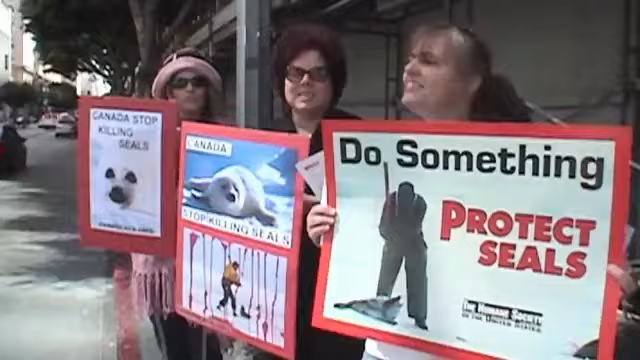 CANADA STOP
KILLING
SEALS
CANADA
STOP KILLING SEALS
Do Something
PROTECT
SEALS
THE HUMANE SOCIETY
OF THE UNITED STATES